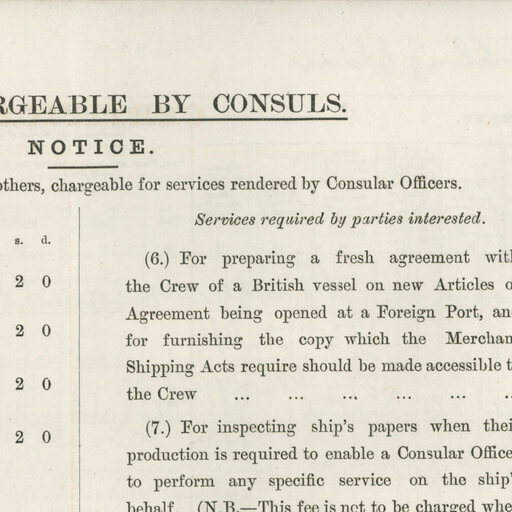 RGEABLE BY CONSULS.
NOTICE.
others, chargeable for services rendered by Consular Officers.
Services required by parties interested.
s. d.
2 0
2 0
2 0
2 0
(6.) For preparing a fresh agreement with
the Crew of a British vessel on new Articles o
Agreement being opened at a Foreign Port, an
for furnishing the copy which the Merchan
Shipping Acts require should be made accessible t
the Crew ... ... ... ... ... ..
(7.) For inspecting ship's papers when thei
production is required to enable a Consular Office
to perform any specific service on the ship'
behalf. (N.B.—This fee is not to be charged whe